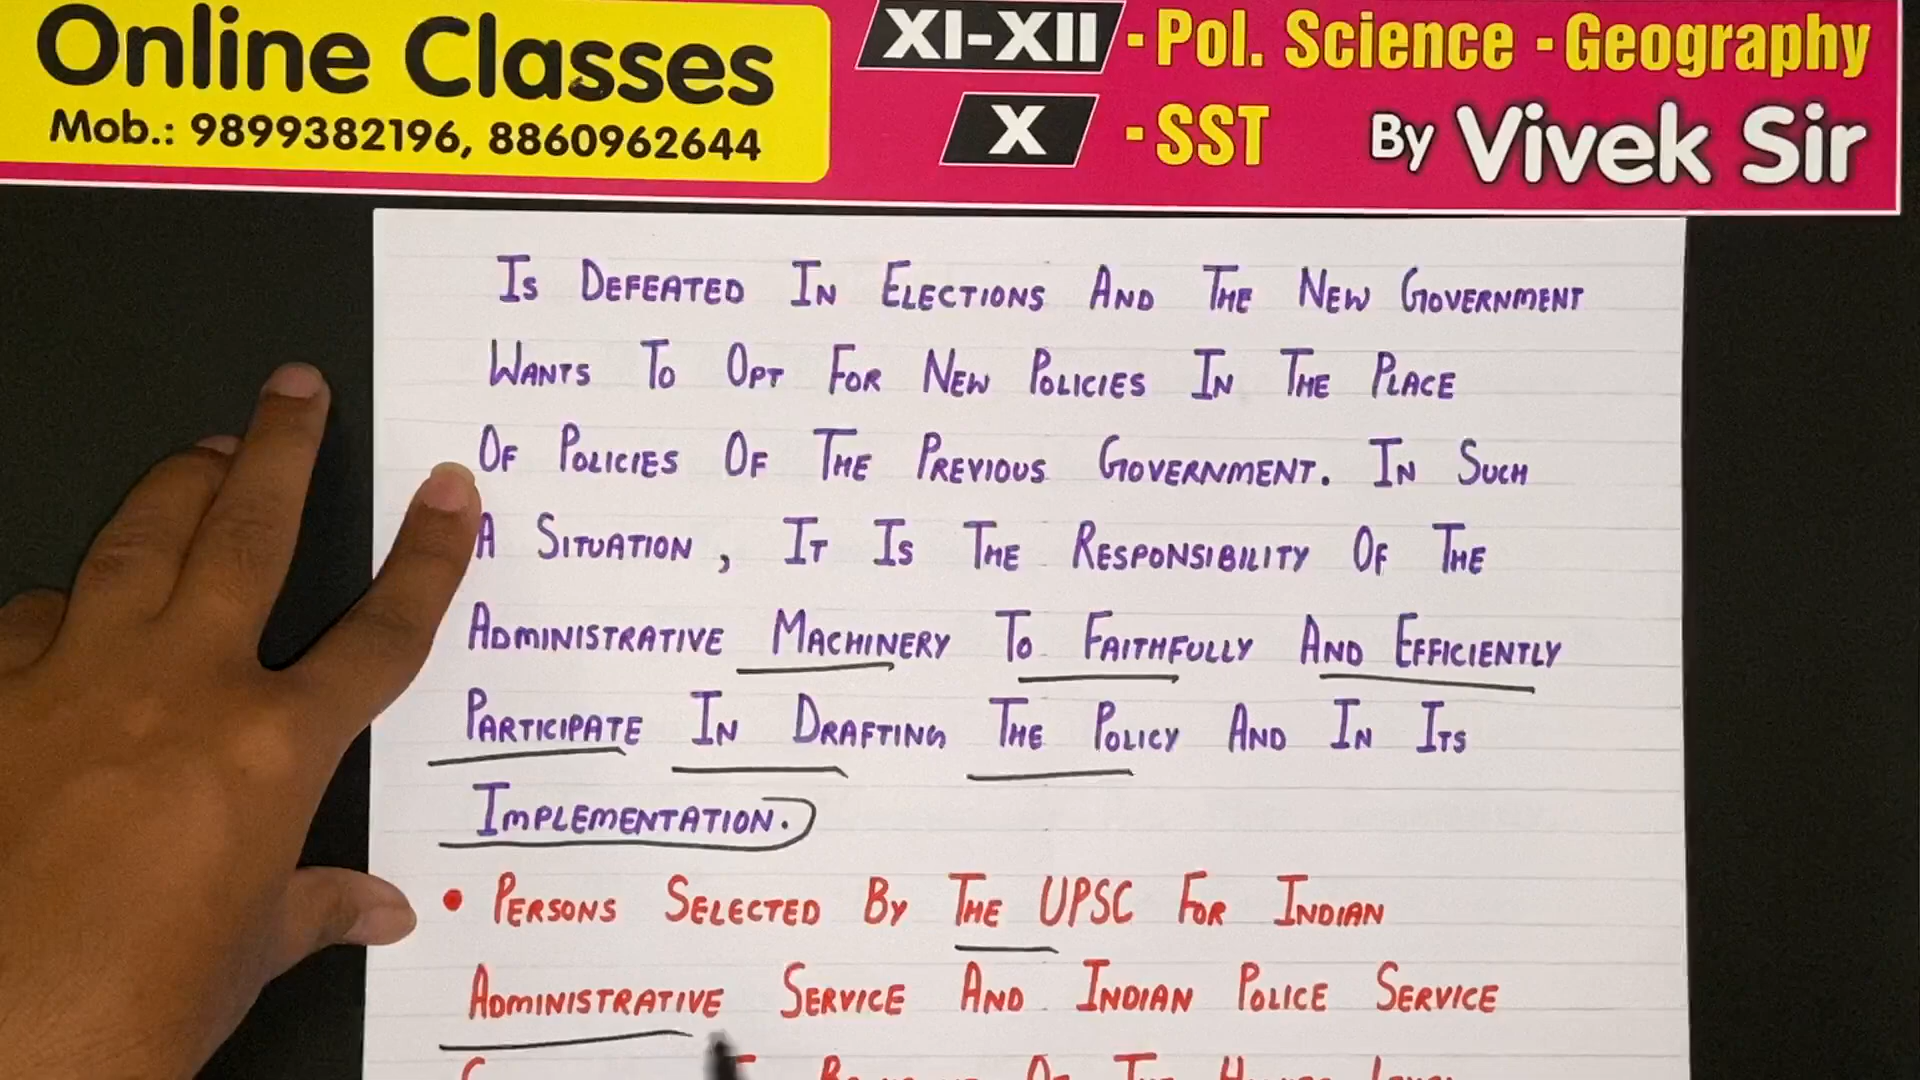 Online Classes
Mob.: 9899382196, 8860962644
XI-XII - Pol. Science - Geography
X - SST
By Vivek Sir
Is Defeated In Elections And The New Government
Wants To Opt For New Policies In The Place
Of Policies Of The Previous Government. In Such
A Situation, It Is The Responsibility Of The
Administrative Machinery To Faithfully And Efficiently
Participate In Drafting The Policy And In Its
Implementation.
• Persons Selected By The UPSC For Indian
Administrative Service And Indian Police Service